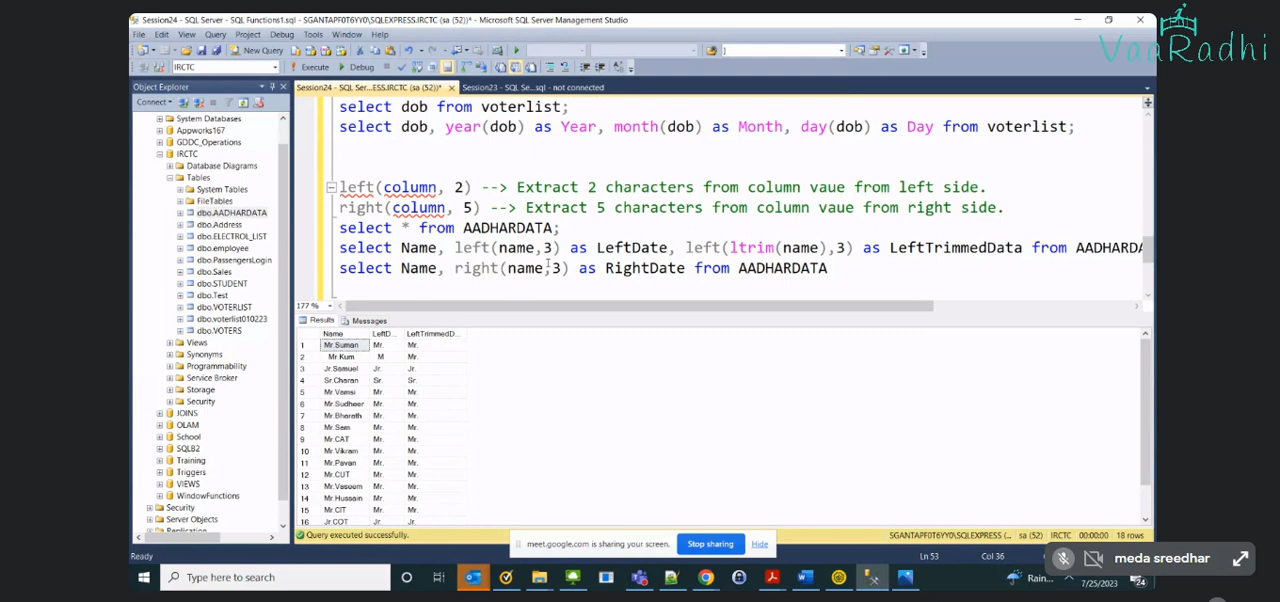 Session24 - SQL Server - SQL Functions1.sql - SGANTAPF0T6YY0\SQLEXPRESS.IRCTC (sa (52))* - Microsoft SQL Server Management Studio
VaaRadhi
File Edit View Query Project Debug Tools Window Help
New Query
IRCTC Execute Debug
Object Explorer
Session24 - SQL Ser...ESS.IRCTC (sa (52))* Session23 - SQL Se...sql - not connected
Connect
System Databases
Appworks167
GDDC_Operations
IRCTC
Database Diagrams
Tables
System Tables
FileTables
dbo.AADHARDATA
dbo.Address
dbo.ELECTROL_LIST
dbo.employee
dbo.PassengersLogin
dbo.Sales
dbo.STUDENT
dbo.Test
dbo.VOTERLIST
dbo.voterlist010223
dbo.VOTERS
Views
Synonyms
Programmability
Service Broker
Storage
Security
JOINS
OLAM
School
SQLB2
Training
Triggers
VIEWS
WindowFunctions
Security
Server Objects
Replication
select dob from voterlist;
select dob, year(dob) as Year, month(dob) as Month, day(dob) as Day from voterlist;
left(column, 2) --> Extract 2 characters from column vaue from left side.
right(column, 5) --> Extract 5 characters from column vaue from right side.
select * from AADHARDATA;
select Name, left(name,3) as LeftDate, left(ltrim(name),3) as LeftTrimmedData from AADHARDA
select Name, right(name,3) as RightDate from AADHARDATA
177 %
Results Messages
Name LeftD... LeftTrimmedD...
1 Mr.Suman Mr. Mr.
2 Mr.Kum M Mr.
3 Jr.Samuel Jr. Jr.
4 Sr.Charan Sr. Sr.
5 Mr.Vamsi Mr. Mr.
6 Mr.Sudheer Mr. Mr.
7 Mr.Bharath Mr. Mr.
8 Mr.Sam Mr. Mr.
9 Mr.CAT Mr. Mr.
10 Mr.Vikram Mr. Mr.
11 Mr.Pavan Mr. Mr.
12 Mr.CUT Mr. Mr.
13 Mr.Vaseem Mr. Mr.
14 Mr.Hussain Mr. Mr.
15 Mr.CIT Mr. Mr.
16 Jr.COT Jr. Jr.
Query executed successfully. SGANTAPF0T6YY0\SQLEXPRESS (... sa (52) IRCTC 00:00:00 18 rows
meet.google.com is sharing your screen. Stop sharing Hide
Ready Ln 53 Col 36
meda sreedhar
Type here to search
Rain...
7/25/2023
24